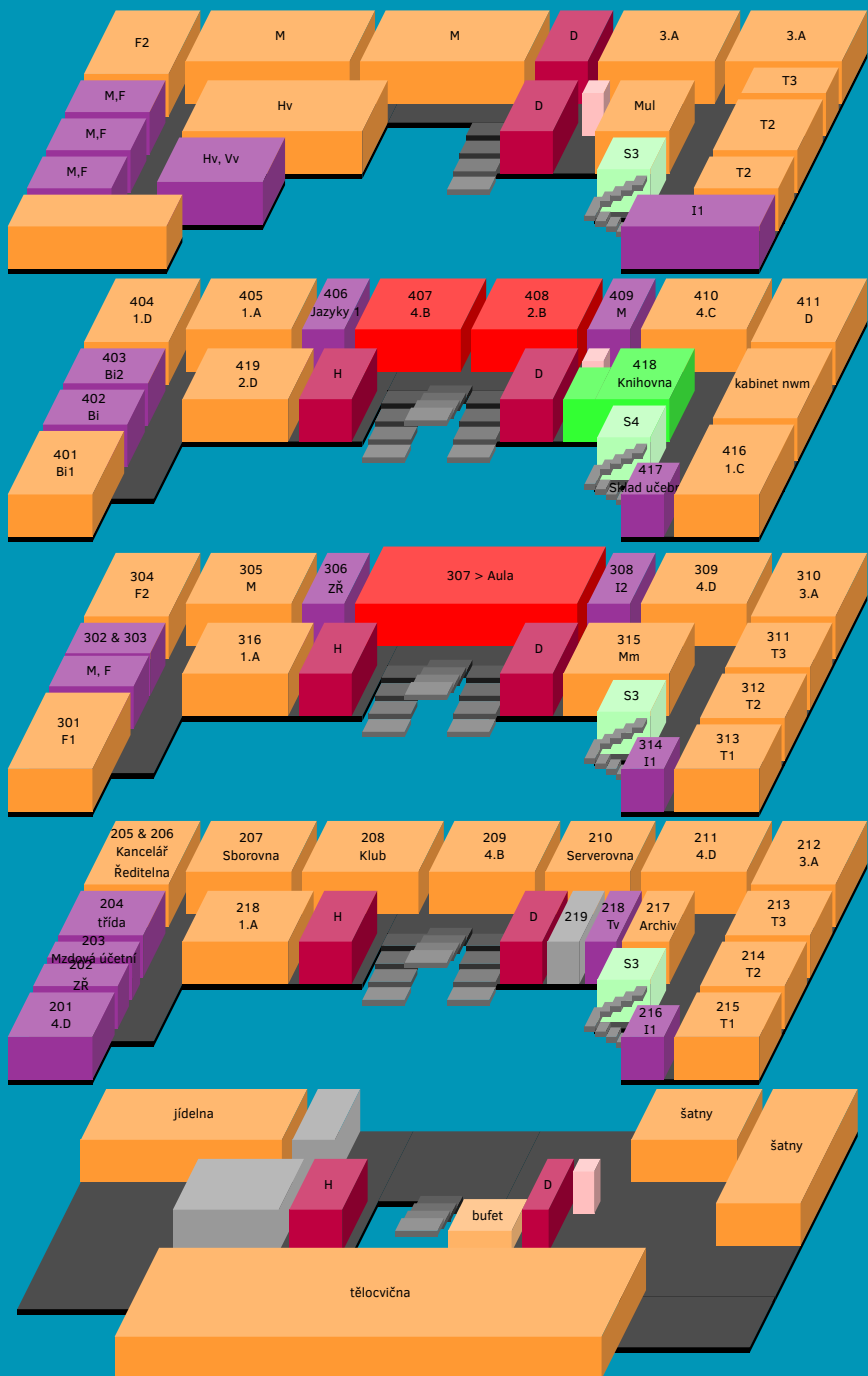 F2
M
M
D
3.A
3.A
M,F
Hv
D
Mul
T3
M,F
T2
Hv, Vv
S3
M,F
T2
I1
404
1.D
405
1.A
406
Jazyky 1
407
4.B
408
2.B
409
M
410
4.C
411
D
403
Bi2
419
2.D
H
D
418
Knihovna
kabinet nwm
402
Bi
S4
401
Bi1
416
1.C
417
Sklad učebn
304
F2
305
M
306
ZŘ
307 > Aula
308
I2
309
4.D
310
3.A
302 & 303
316
1.A
H
D
315
Mm
311
T3
M, F
312
T2
S3
301
F1
314
I1
313
T1
205 & 206
Kancelář
Ředitelna
207
Sborovna
208
Klub
209
4.B
210
Serverovna
211
4.D
212
3.A
204
třída
218
1.A
H
D
219
218
Tv
217
Archiv
213
T3
203
Mzdová účetní
202
ZŘ
S3
214
T2
201
4.D
216
I1
215
T1
jídelna
šatny
šatny
H
D
bufet
tělocvična